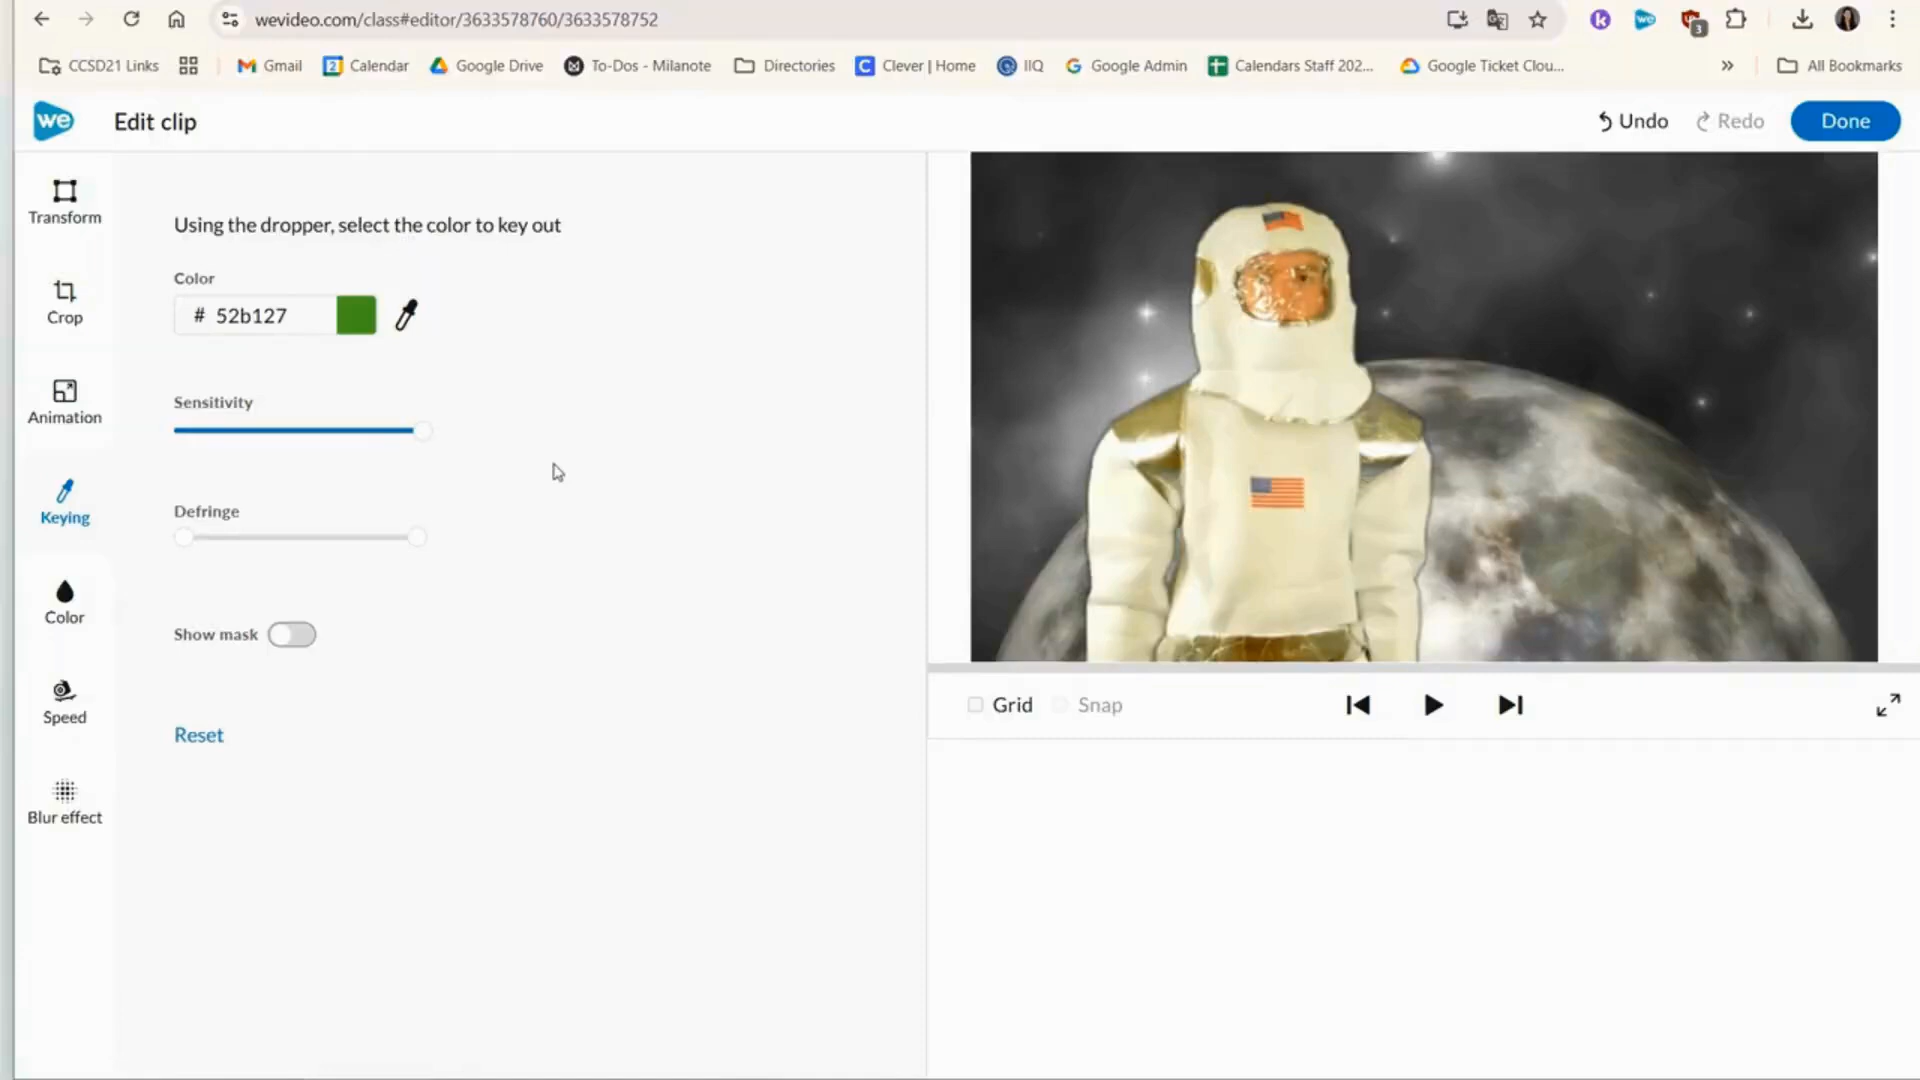 wevideo.com/class#editor/3633578760/3633578752
3
CCSD21 Links Gmail Calendar Google Drive To-Dos - Milanote Directories Clever | Home IIQ Google Admin Calendars Staff 202... Google Ticket Clou... » All Bookmarks
we Edit clip Undo Redo Done
Transform
Crop
Animation
Keying
Color
Speed
Blur effect
Using the dropper, select the color to key out
Color
# 52b127
Sensitivity
Defringe
Show mask
Reset
Grid Snap